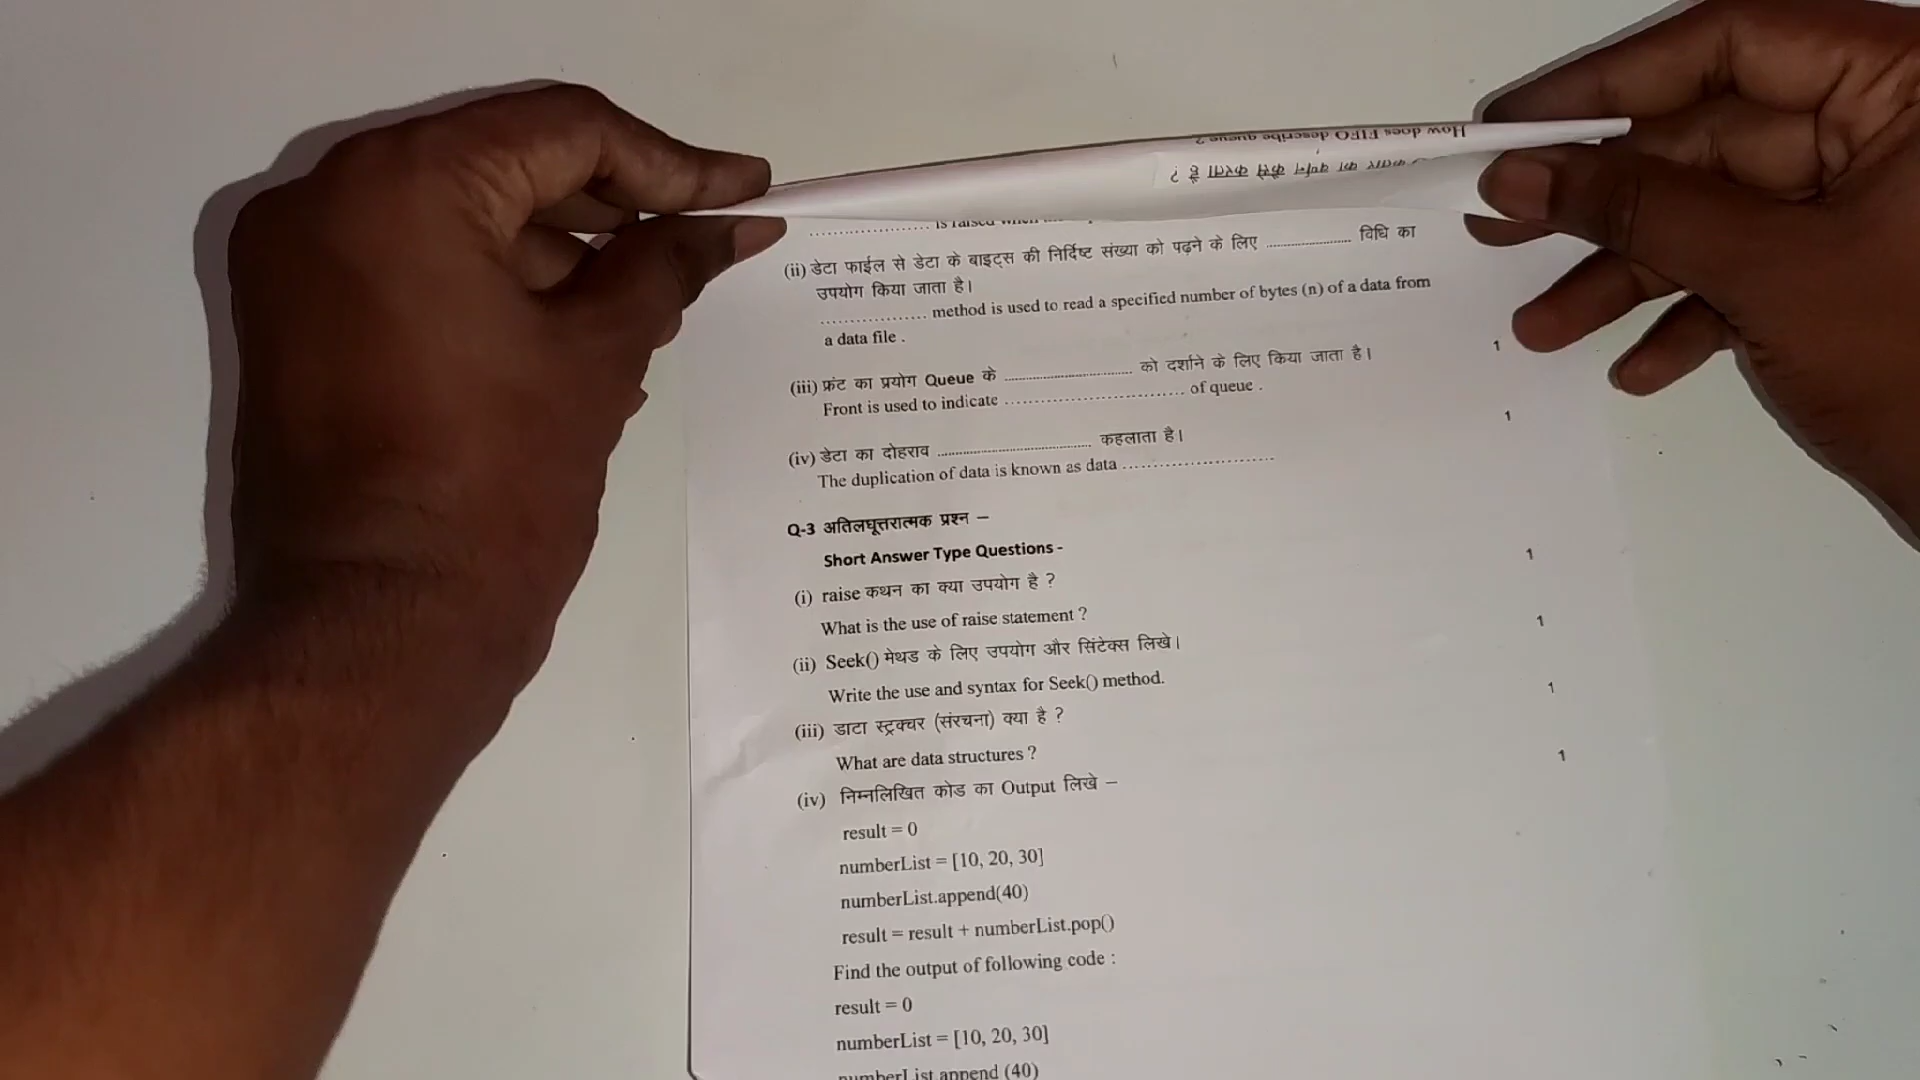 How does FIFO describe queue ?
का वर्णन कैसे करता है ?
.................... is raised when
(ii) डेटा फाईल से डेटा के बाइट्स की निर्दिष्ट संख्या को पढ़ने के लिए .................... विधि का
उपयोग किया जाता है।
.................. method is used to read a specified number of bytes (n) of a data from
a data file .
1
(iii) फ्रंट का प्रयोग Queue के .............................. को दर्शाने के लिए किया जाता है।
Front is used to indicate .............................. of queue .
1
(iv) डेटा का दोहराव .................................... कहलाता है।
The duplication of data is known as data .........................
Q-3 अतिलघूत्तरात्मक प्रश्न –
Short Answer Type Questions -
1
(i) raise कथन का क्या उपयोग है ?
What is the use of raise statement ?
1
(ii) Seek() मेथड के लिए उपयोग और सिंटेक्स लिखे।
Write the use and syntax for Seek() method.
1
(iii) डाटा स्ट्रक्चर (संरचना) क्या है ?
What are data structures ?
1
(iv) निम्नलिखित कोड का Output लिखे –
result = 0
numberList = [10, 20, 30]
numberList.append(40)
result = result + numberList.pop()
Find the output of following code :
result = 0
numberList = [10, 20, 30]
numberList.append (40)